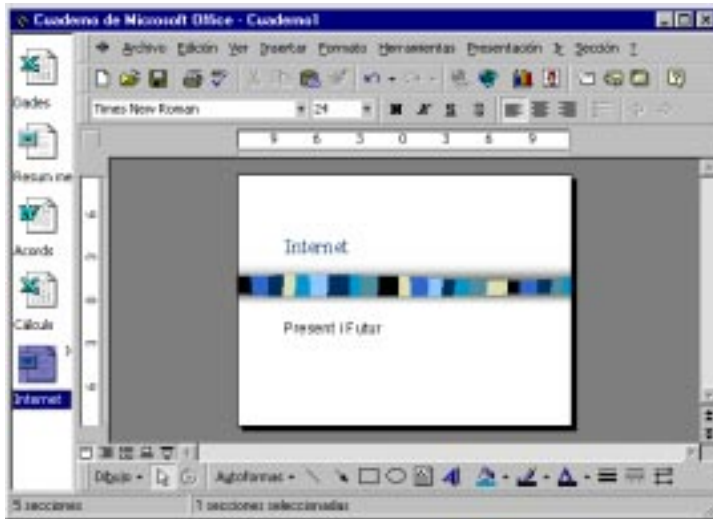 Cuaderno de Microsoft Office - Cuaderno1
Archivo Edición Ver Insertar Formato Herramientas Presentación Sección ?
Times New Roman 24
9 6 3 0 3 6 9
Dades
Resum me
Acords
Càlculs
Internet
Internet
Present i Futur
Dibujo Autoformas
5 secciones 1 secciones seleccionadas